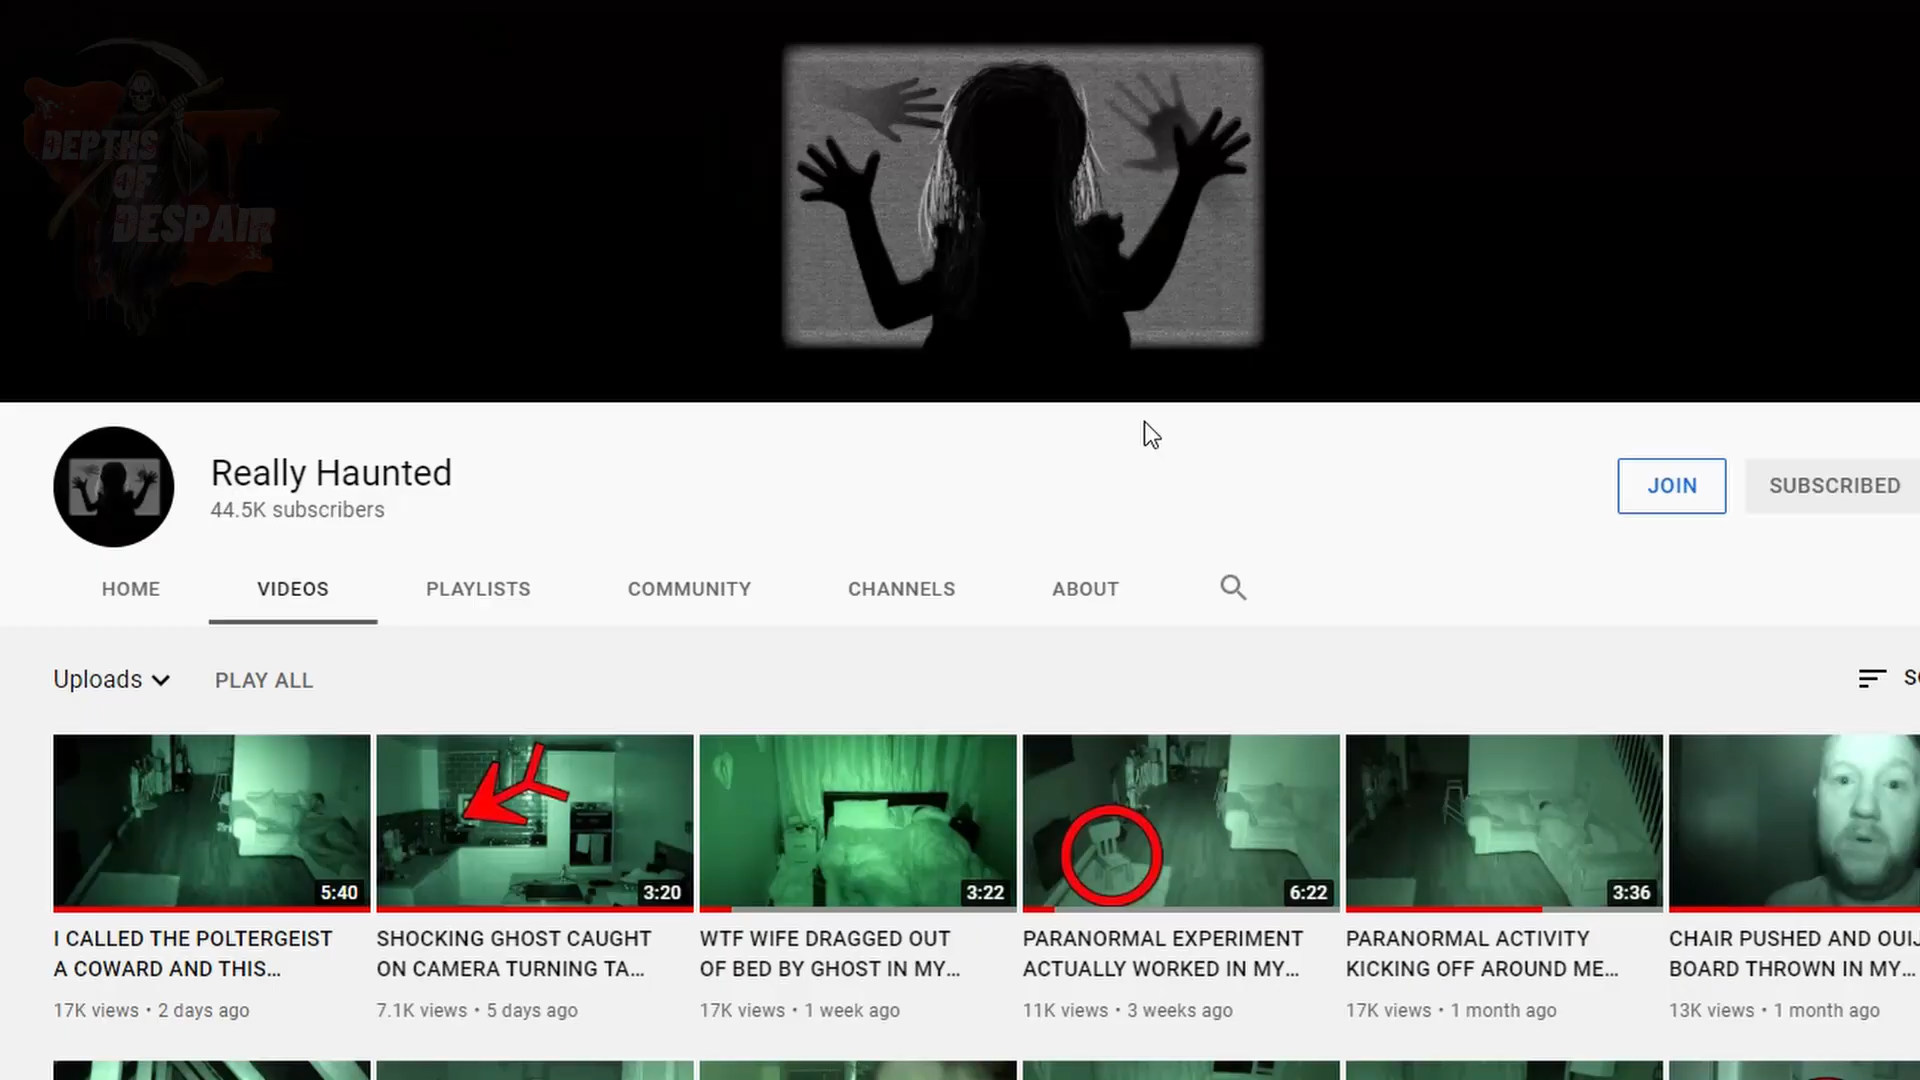 DEPTHS
OF
DESPAIR
Really Haunted
44.5K subscribers
JOIN
SUBSCRIBED
HOME
VIDEOS
PLAYLISTS
COMMUNITY
CHANNELS
ABOUT
Uploads
PLAY ALL
5:40
3:20
3:22
6:22
3:36
I CALLED THE POLTERGEIST
A COWARD AND THIS...
17K views • 2 days ago
SHOCKING GHOST CAUGHT
ON CAMERA TURNING TA...
7.1K views • 5 days ago
WTF WIFE DRAGGED OUT
OF BED BY GHOST IN MY...
17K views • 1 week ago
PARANORMAL EXPERIMENT
ACTUALLY WORKED IN MY...
11K views • 3 weeks ago
PARANORMAL ACTIVITY
KICKING OFF AROUND ME...
17K views • 1 month ago
CHAIR PUSHED AND
BOARD THROWN IN MY...
13K views • 1 month ago